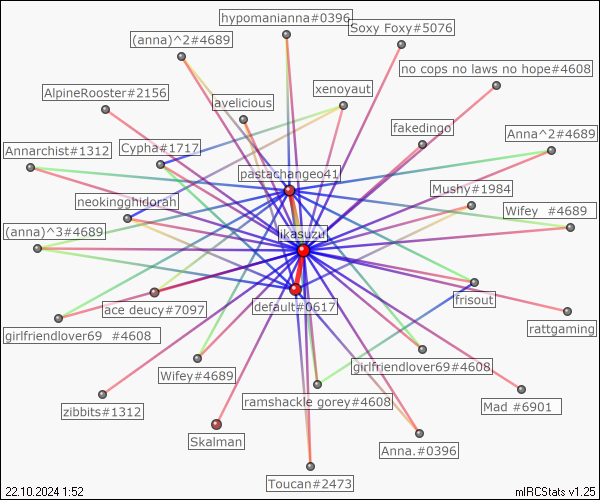 hypomanianna#0396
Soxy Foxy#5076
(anna)^2#4689
no cops no laws no hope#4608
xenoyaut
AlpineRooster#2156
avelicious
fakedingo
Anna^2#4689
Annarchist#1312
Cypha#1717
pastachangeo41
Mushy#1984
neokingghidorah
Wifey #4689
(anna)^3#4689
ikasuzu
frisout
ace deucy#7097
default#0617
rattgaming
girlfriendlover69 #4608
girlfriendlover69#4608
Wifey#4689
ramshackle gorey#4608
Mad #6901
zibbits#1312
Skalman
Anna.#0396
Toucan#2473
22.10.2024 1:52
mIRCStats v1.25